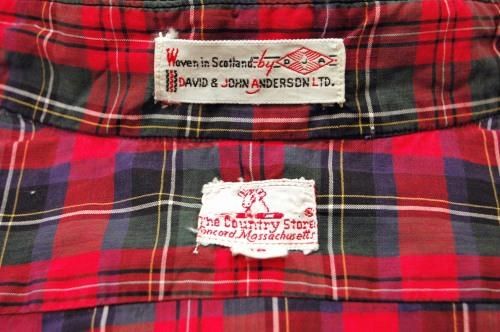 Woven in Scotland by D J A
DAVID & JOHN ANDERSON LTD.
The Country Store
Concord, Massachusetts